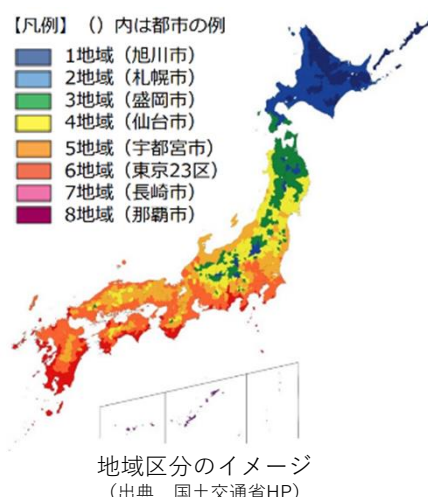 【凡例】（）内は都市の例
1地域（旭川市）
2地域（札幌市）
3地域（盛岡市）
4地域（仙台市）
5地域（宇都宮市）
6地域（東京23区）
7地域（長崎市）
8地域（那覇市）
地域区分のイメージ
（出典　国土交通省HP）